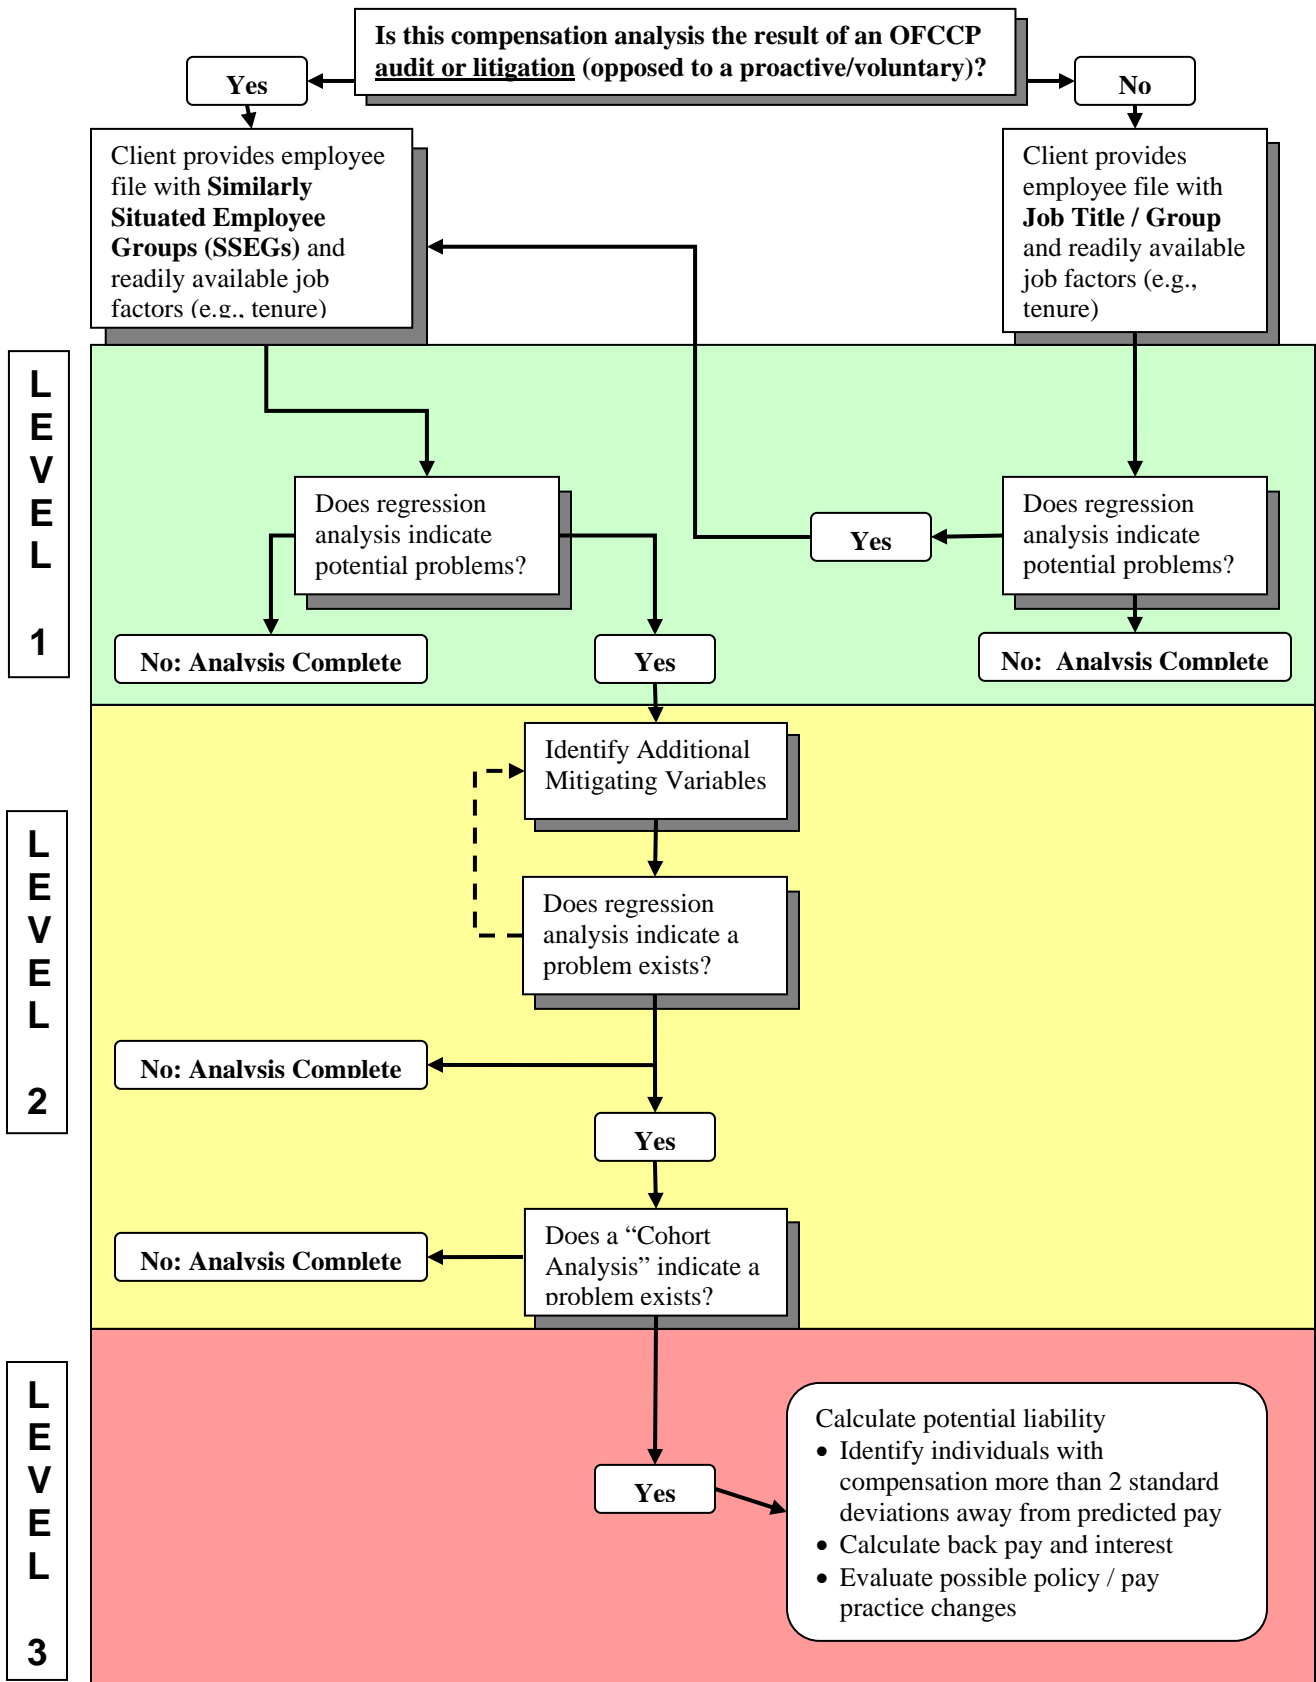 Is this compensation analysis the result of an OFCCP
audit or litigation (opposed to a proactive/voluntary)?
Yes
No
Client provides employee
file with Similarly
Situated Employee
Groups (SSEGs) and
readily available job
factors (e.g., tenure)
Client provides
employee file with
Job Title / Group
and readily available
job factors (e.g.,
tenure)
L
E
V
E
L
1
Does regression
analysis indicate
potential problems?
Yes
Does regression
analysis indicate
potential problems?
No: Analysis Complete
Yes
No:  Analysis Complete
L
E
V
E
L
2
Identify Additional
Mitigating Variables
Does regression
analysis indicate a
problem exists?
No: Analysis Complete
Yes
No: Analysis Complete
Does a “Cohort
Analysis” indicate a
problem exists?
L
E
V
E
L
3
Yes
Calculate potential liability
• Identify individuals with
compensation more than 2 standard
deviations away from predicted pay
• Calculate back pay and interest
• Evaluate possible policy / pay
practice changes